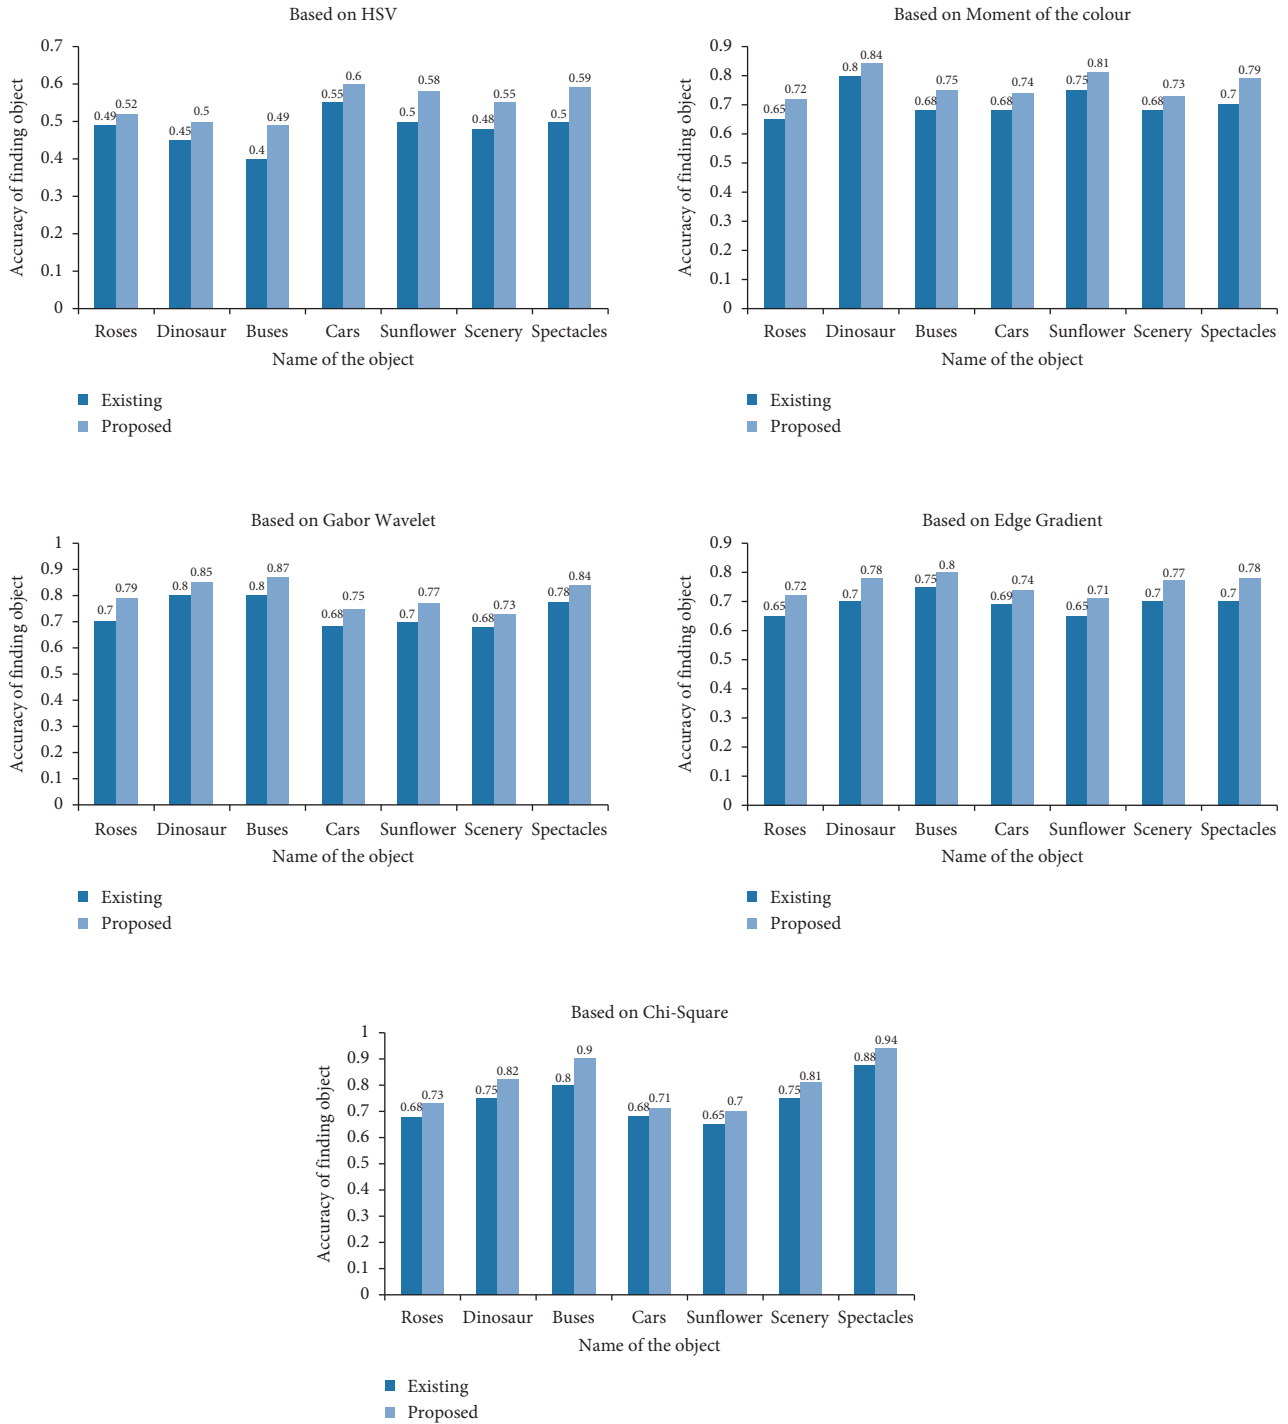 Based on HSV
Accuracy of finding object
0.7
0.6
0.5
0.4
0.3
0.2
0.1
0
0.49 0.52 0.45 0.5 0.4 0.49 0.55 0.6 0.5 0.58 0.48 0.55 0.5 0.59
Roses Dinosaur Buses Cars Sunflower Scenery Spectacles
Name of the object
Existing
Proposed
Based on Moment of the colour
Accuracy of finding object
0.9
0.8
0.7
0.6
0.5
0.4
0.3
0.2
0.1
0
0.65 0.72 0.8 0.84 0.68 0.75 0.68 0.74 0.75 0.81 0.68 0.73 0.7 0.79
Roses Dinosaur Buses Cars Sunflower Scenery Spectacles
Name of the object
Existing
Proposed
Based on Gabor Wavelet
Accuracy of finding object
1
0.9
0.8
0.7
0.6
0.5
0.4
0.3
0.2
0.1
0
0.7 0.79 0.8 0.85 0.8 0.87 0.68 0.75 0.7 0.77 0.68 0.73 0.78 0.84
Roses Dinosaur Buses Cars Sunflower Scenery Spectacles
Name of the object
Existing
Proposed
Based on Edge Gradient
Accuracy of finding object
0.9
0.8
0.7
0.6
0.5
0.4
0.3
0.2
0.1
0
0.65 0.72 0.7 0.78 0.75 0.8 0.69 0.74 0.65 0.71 0.7 0.77 0.7 0.78
Roses Dinosaur Buses Cars Sunflower Scenery Spectacles
Name of the object
Existing
Proposed
Based on Chi-Square
Accuracy of finding object
1
0.9
0.8
0.7
0.6
0.5
0.4
0.3
0.2
0.1
0
0.68 0.73 0.75 0.82 0.8 0.9 0.68 0.71 0.65 0.7 0.75 0.81 0.88 0.94
Roses Dinosaur Buses Cars Sunflower Scenery Spectacles
Name of the object
Existing
Proposed